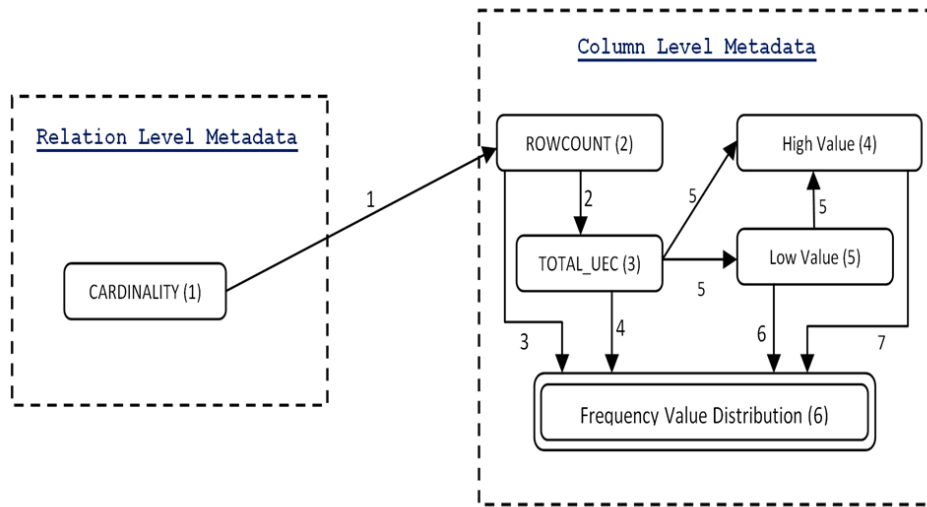 Column Level Metadata
Relation Level Metadata
ROWCOUNT (2)
High Value (4)
1
2
5
5
TOTAL_UEC (3)
Low Value (5)
CARDINALITY (1)
5
3
4
6
7
Frequency Value Distribution (6)